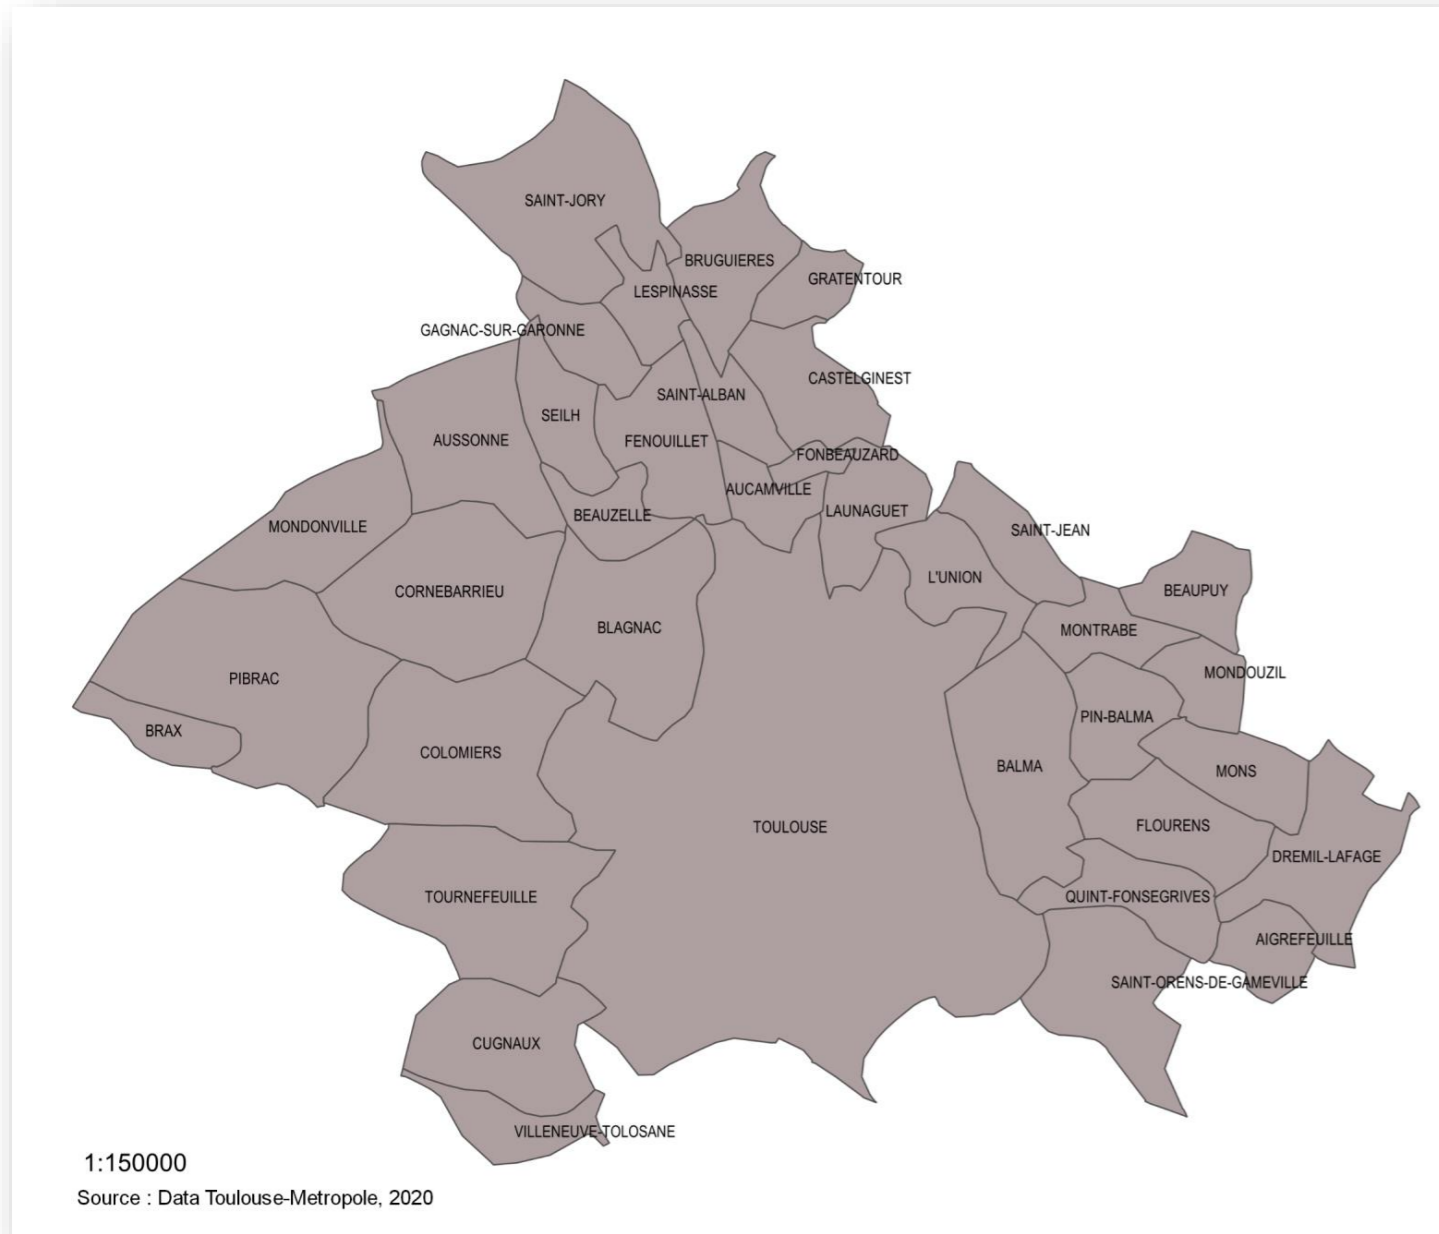 SAINT-JORY
BRUGUIERES
GRATENTOUR
LESPINASSE
GAGNAC-SUR-GARONNE
CASTELGINEST
SAINT-ALBAN
SEILH
AUSSONNE
FENOUILLET
FONBEAUZARD
AUCAMVILLE
LAUNAGUET
BEAUZELLE
MONDONVILLE
SAINT-JEAN
L'UNION
CORNEBARRIEU
BEAUPUY
BLAGNAC
MONTRABE
MONDOUZIL
PIBRAC
PIN-BALMA
BRAX
COLOMIERS
BALMA
MONS
TOULOUSE
FLOURENS
DREMIL-LAFAGE
TOURNEFEUILLE
QUINT-FONSEGRIVES
AIGREFEUILLE
SAINT-ORENS-DE-GAMEVILLE
CUGNAUX
VILLENEUVE-TOLOSANE
1:150000
Source : Data Toulouse-Metropole, 2020